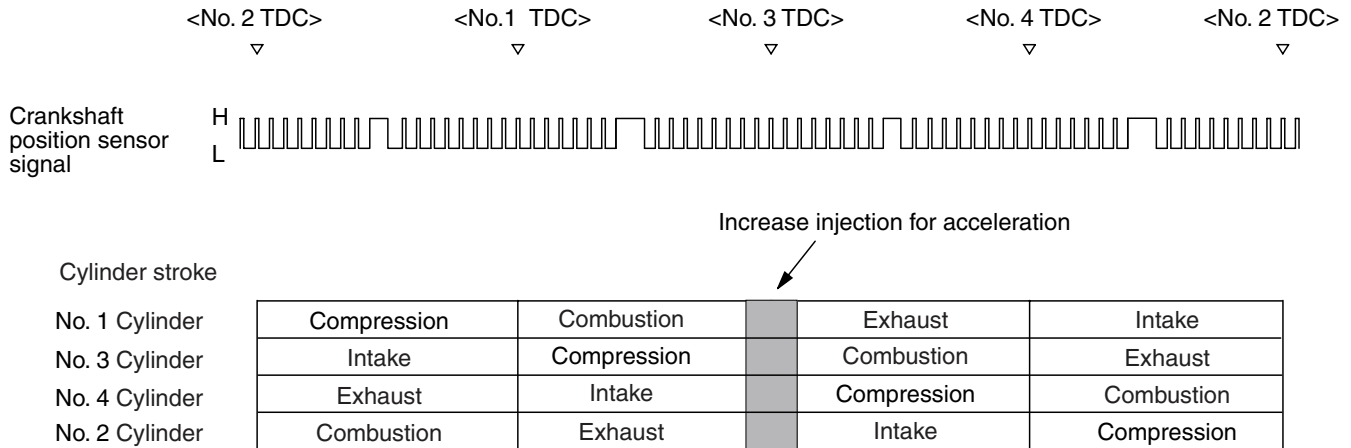 <No. 2 TDC> <No.1 TDC> <No. 3 TDC> <No. 4 TDC> <No. 2 TDC>
Crankshaft
position sensor
signal
H
L
Increase injection for acceleration
Cylinder stroke
No. 1 Cylinder Compression Combustion Exhaust Intake
No. 3 Cylinder Intake Compression Combustion Exhaust
No. 4 Cylinder Exhaust Intake Compression Combustion
No. 2 Cylinder Combustion Exhaust Intake Compression